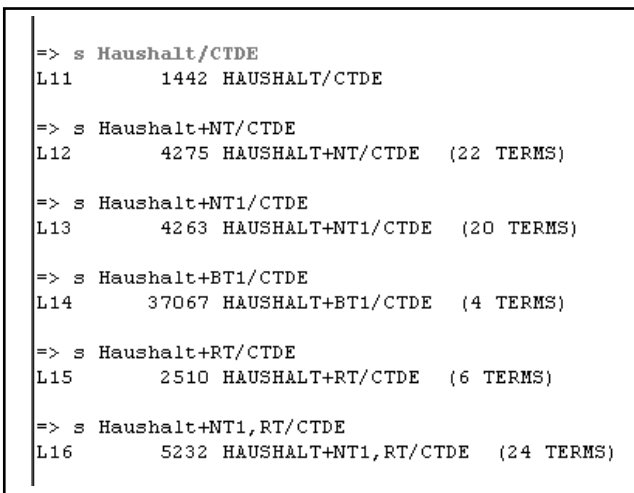 => s Haushalt/CTDE
L11 1442 HAUSHALT/CTDE
=> s Haushalt+NT/CTDE
L12 4275 HAUSHALT+NT/CTDE (22 TERMS)
=> s Haushalt+NT1/CTDE
L13 4263 HAUSHALT+NT1/CTDE (20 TERMS)
=> s Haushalt+BT1/CTDE
L14 37067 HAUSHALT+BT1/CTDE (4 TERMS)
=> s Haushalt+RT/CTDE
L15 2510 HAUSHALT+RT/CTDE (6 TERMS)
=> s Haushalt+NT1,RT/CTDE
L16 5232 HAUSHALT+NT1,RT/CTDE (24 TERMS)